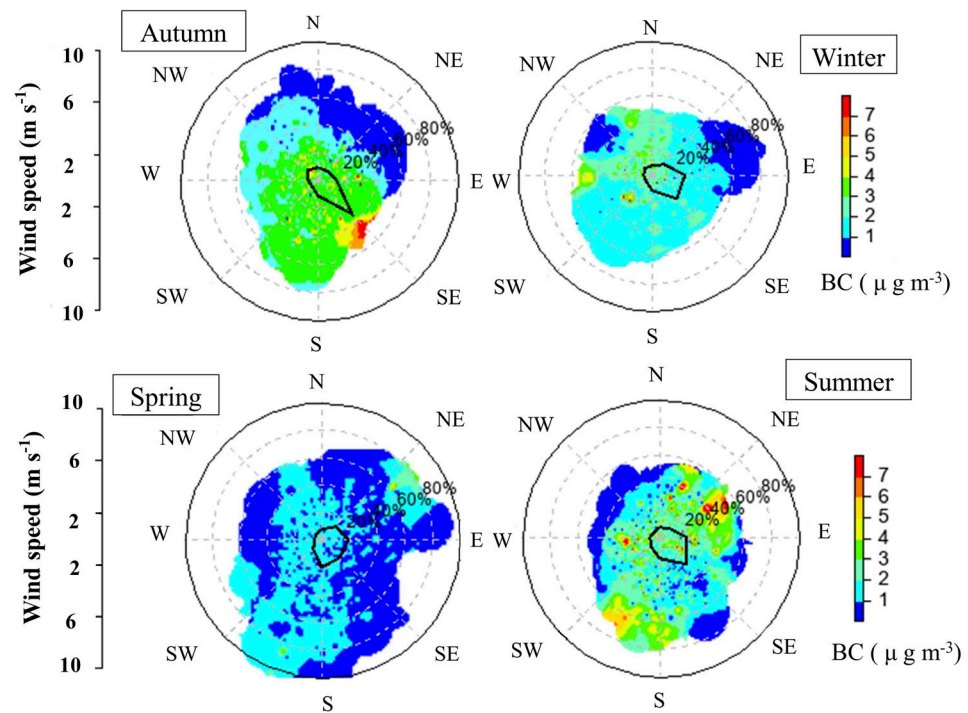 Autumn
N
NW
NE
W
E
SW
SE
S
20%
40%
60%
80%
10
6
2
2
6
10
Wind speed (m s-1)
Winter
N
NW
NE
W
E
SW
SE
S
20%
40%
60%
80%
7
6
5
4
3
2
1
BC ( μ g m-3)
Spring
N
NW
NE
W
E
SW
SE
S
20%
40%
60%
80%
10
6
2
2
6
10
Wind speed (m s-1)
Summer
N
NW
NE
W
E
SW
SE
S
20%
40%
60%
80%
7
6
5
4
3
2
1
BC ( μ g m-3)